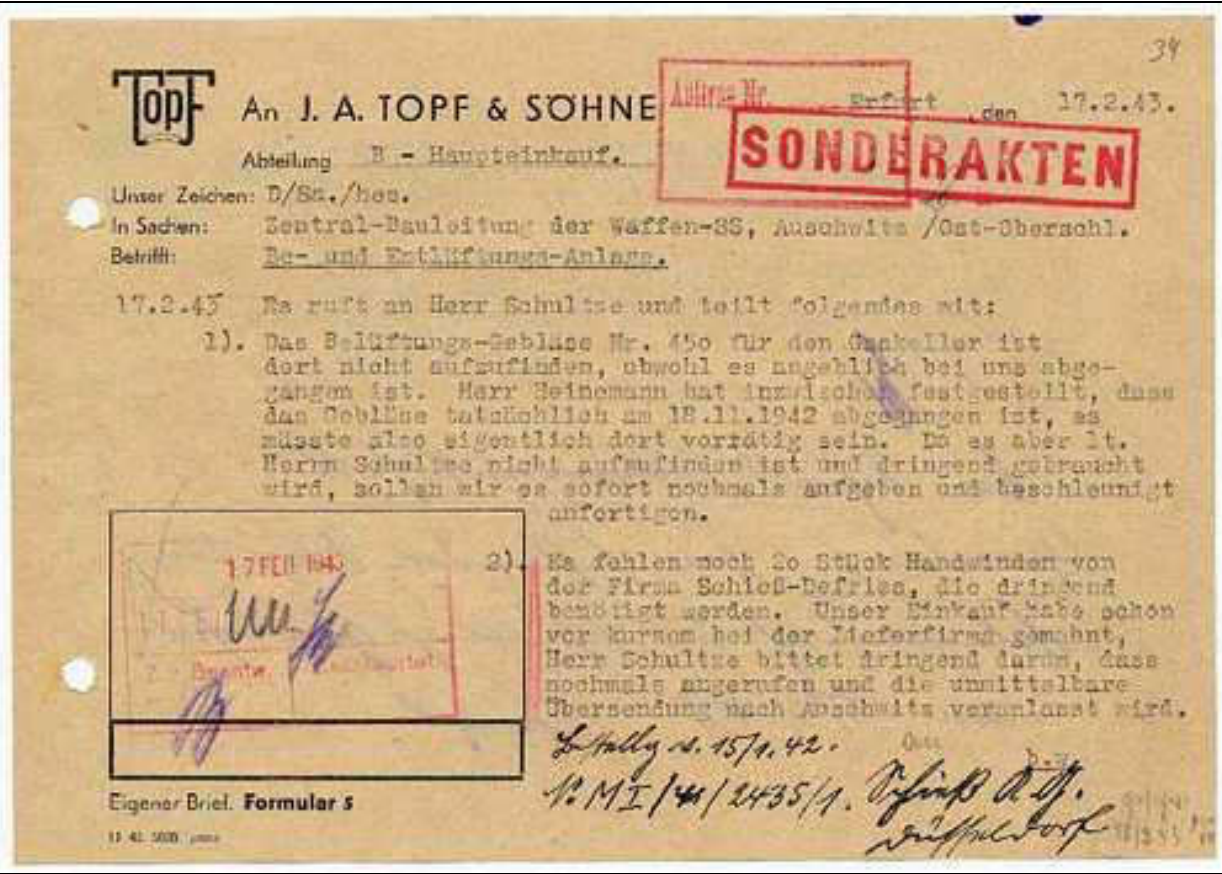 34
TOPF An J. A. TOPF & SÖHNE
Auftrag Nr. Erfurt, den 17.2.43.
SONDERAKTEN
Abteilung B - Haupteinkauf.
Unser Zeichen: D/Sa./hes.
In Sachen: Zentral-Bauleitung der Waffen-SS, Auschwitz /Ost-Oberschl.
Betrifft: Be- und Entlüftungs-Anlage.
17.2.43 Es ruft an Herr Schultze und teilt folgendes mit:
1). Das Belüftungs-Gebläse Nr. 450 für den Gaskeller ist
dort nicht aufzufinden, obwohl es angeblich bei uns abge-
gangen ist. Herr Heinemann hat inzwischen festgestellt, dass
das Gebläse tatsächlich am 18.11.1942 abgegangen ist, es
müsste also eigentlich dort vorrätig sein. Da es aber lt.
Herrn Schultze nicht aufzufinden ist und dringend gebraucht
wird, sollen wir es sofort nochmals aufgeben und beschleunigt
anfertigen.
17 FEB 1943
2). Es fehlen noch 20 Stück Handwinden von
der Firma Schieß-Defries, die dringend
benötigt werden. Unser Einkauf habe schon
vor kurzem bei der Lieferfirma gemahnt,
Herr Schultze bittet dringend darum, dass
nochmals angerufen und die unmittelbare
Übersendung nach Auschwitz veranlasst wird.
v. 15/1.42.
/2435/1. Schieß A.G.
Düsseldorf
Eigener Brief. Formular 5